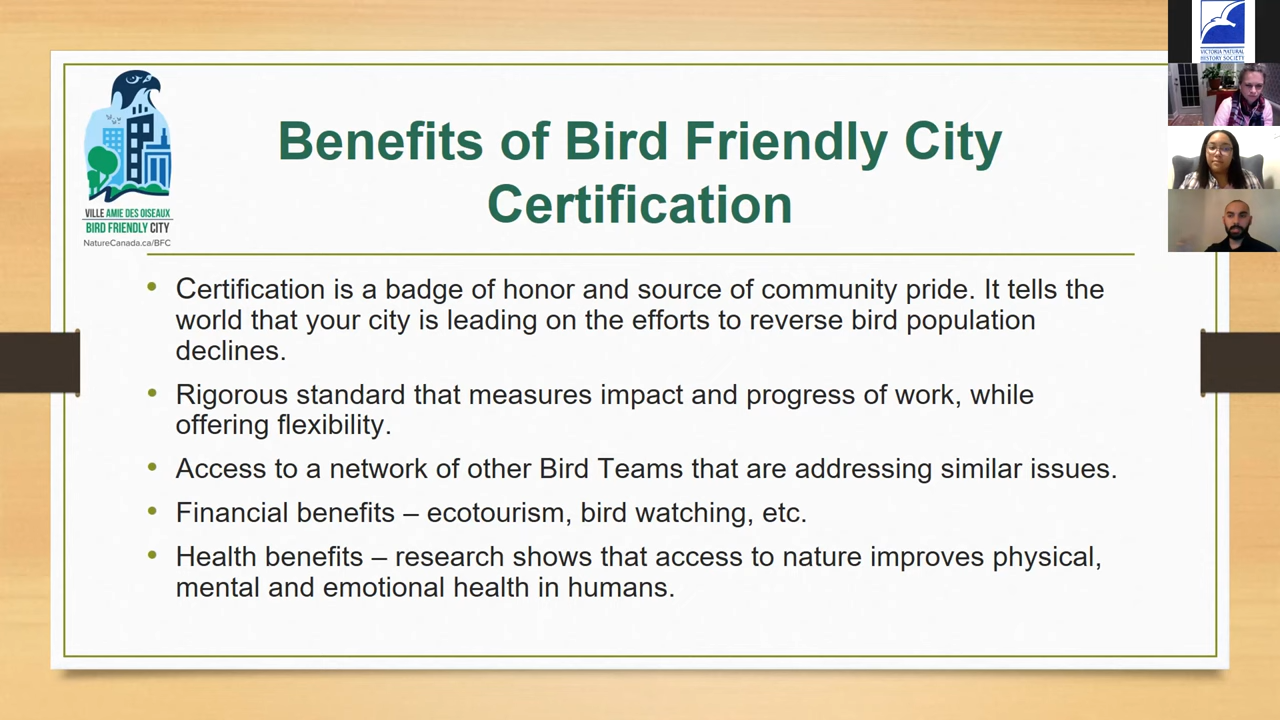 VICTORIA NATURAL
HISTORY SOCIETY
Benefits of Bird Friendly City
Certification
VILLE AMIE DES OISEAUX
BIRD FRIENDLY CITY
NatureCanada.ca/BFC
• Certification is a badge of honor and source of community pride. It tells the
world that your city is leading on the efforts to reverse bird population
declines.
• Rigorous standard that measures impact and progress of work, while
offering flexibility.
• Access to a network of other Bird Teams that are addressing similar issues.
• Financial benefits – ecotourism, bird watching, etc.
• Health benefits – research shows that access to nature improves physical,
mental and emotional health in humans.